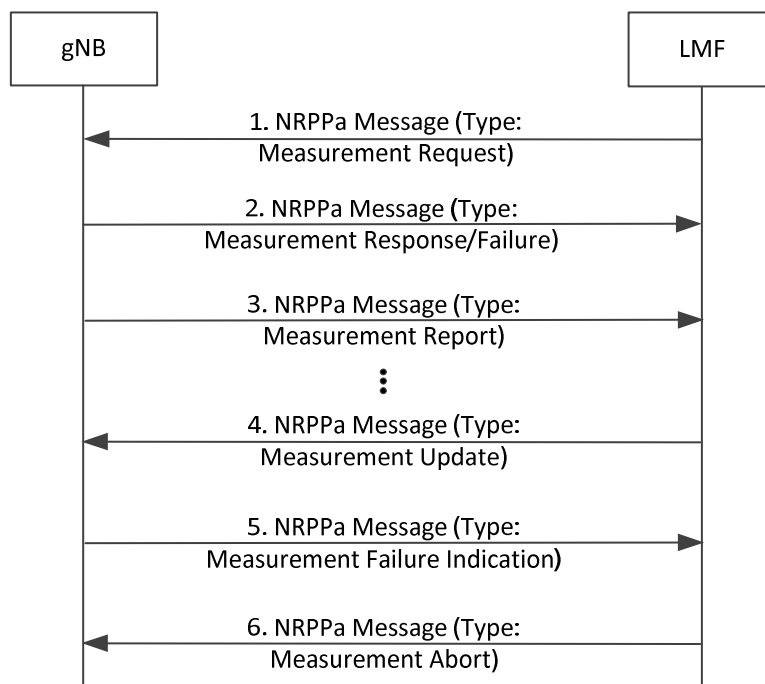 gNB
LMF
1. NRPPa Message (Type:
Measurement Request)
2. NRPPa Message (Type:
Measurement Response/Failure)
3. NRPPa Message (Type:
Measurement Report)
4. NRPPa Message (Type:
Measurement Update)
5. NRPPa Message (Type:
Measurement Failure Indication)
6. NRPPa Message (Type:
Measurement Abort)